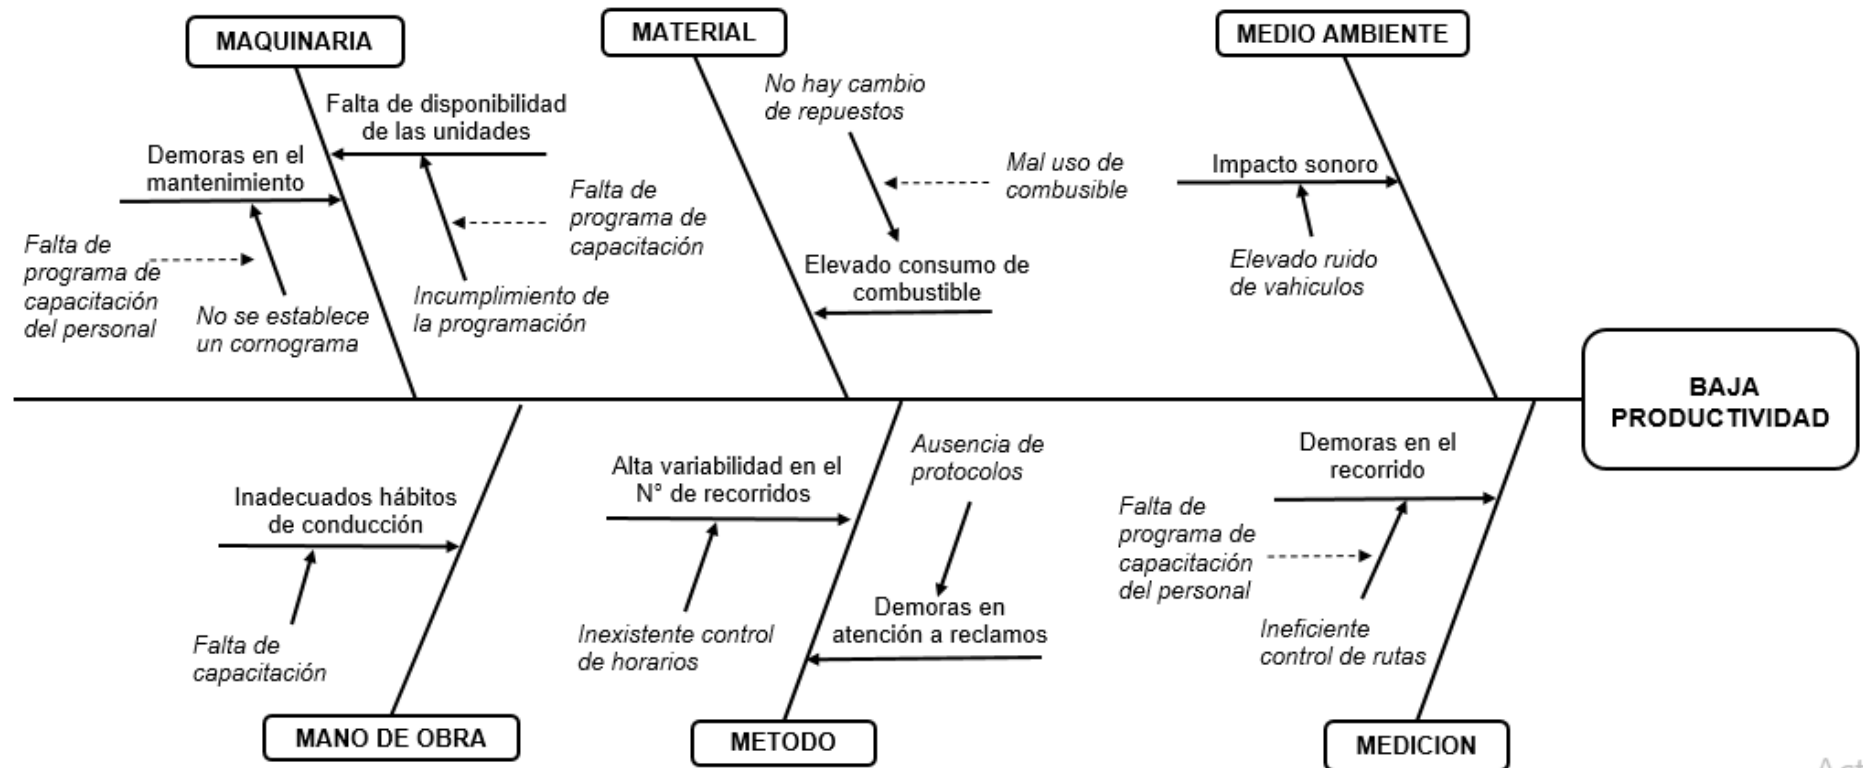 MAQUINARIA
MATERIAL
MEDIO AMBIENTE
Falta de disponibilidad
de las unidades
Demoras en el
mantenimiento
Falta de
programa de
capacitación
Falta de
programa de
capacitación
del personal
No se establece
un cornograma
Incumplimiento de
la programación
No hay cambio
de repuestos
Mal uso de
combusible
Elevado consumo de
combustible
Impacto sonoro
Elevado ruido
de vahiculos
BAJA
PRODUCTIVIDAD
Inadecuados hábitos
de conducción
Falta de
capacitación
Alta variabilidad en el
N° de recorridos
Inexistente control
de horarios
Ausencia de
protocolos
Demoras en
atención a reclamos
Demoras en el
recorrido
Falta de
programa de
capacitación
del personal
Ineficiente
control de rutas
MANO DE OBRA
METODO
MEDICION